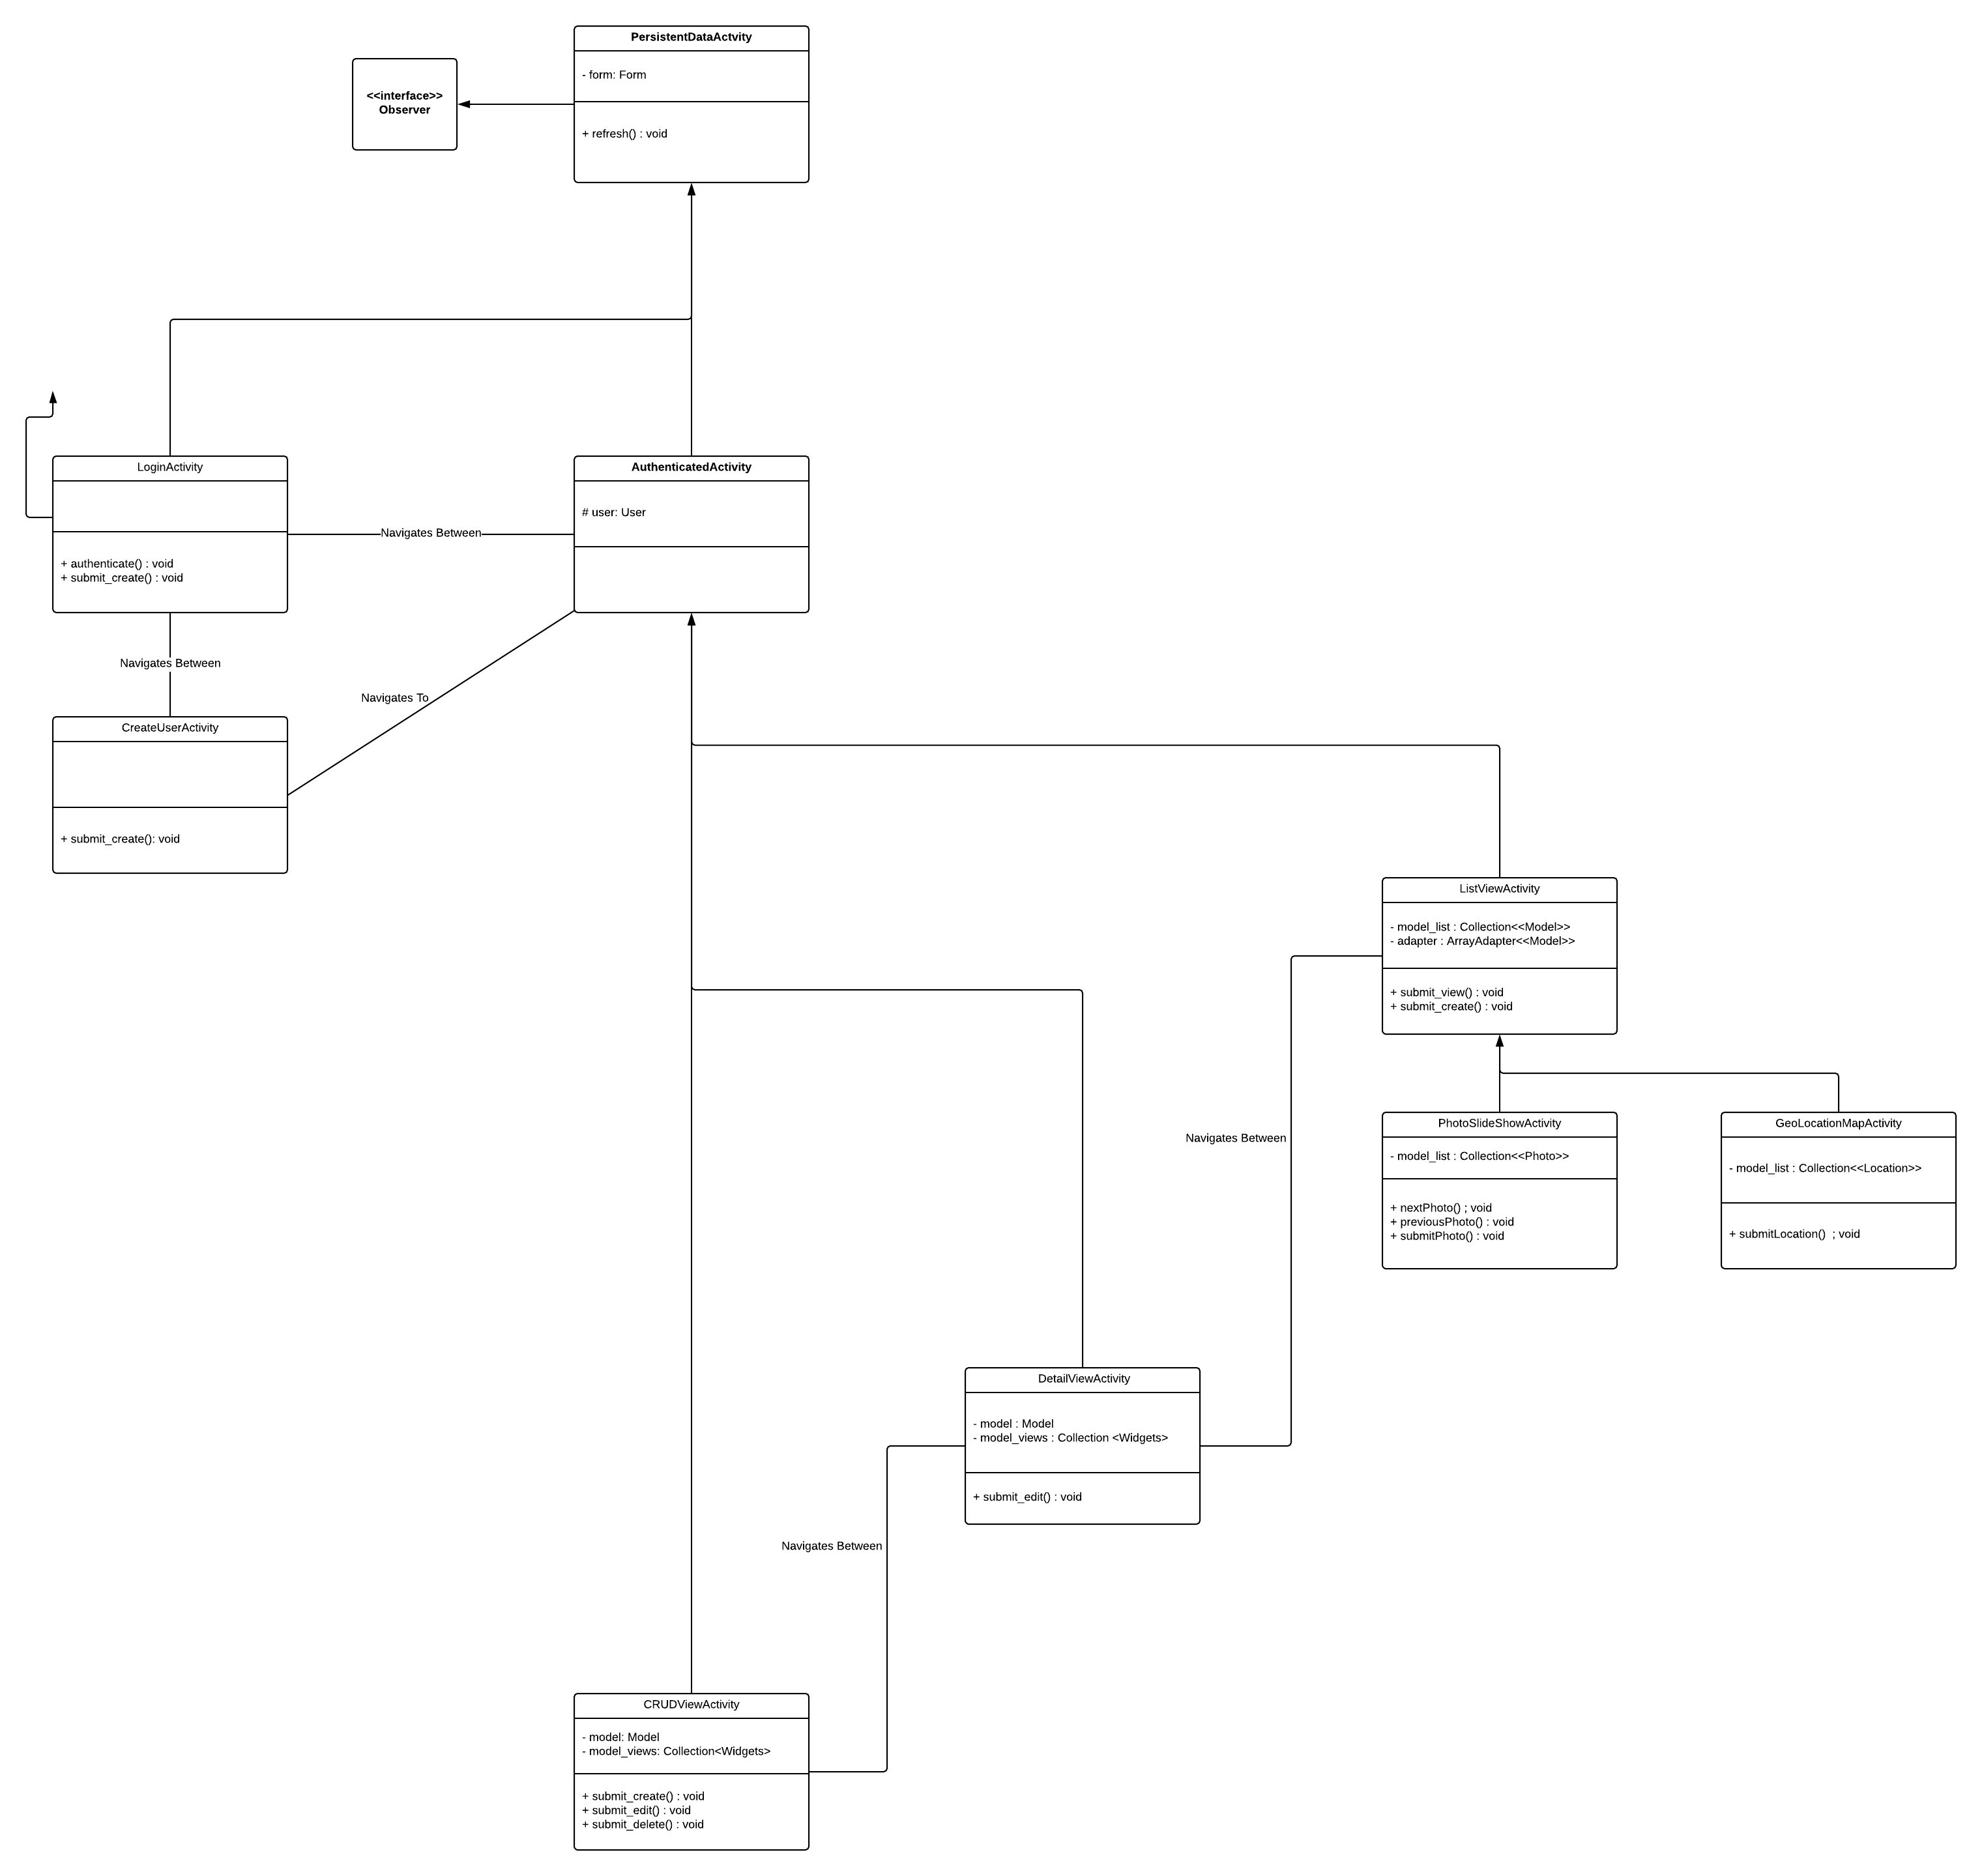 PersistentDataActvity
- form: Form
+ refresh() : void
<<interface>>
Observer
LoginActivity
+ authenticate() : void
+ submit_create() : void
Navigates Between
AuthenticatedActivity
# user: User
Navigates Between
Navigates To
CreateUserActivity
+ submit_create(): void
ListViewActivity
- model_list : Collection<<Model>>
- adapter : ArrayAdapter<<Model>>
+ submit_view() : void
+ submit_create() : void
Navigates Between
PhotoSlideShowActivity
- model_list : Collection<<Photo>>
+ nextPhoto() ; void
+ previousPhoto() : void
+ submitPhoto() : void
GeoLocationMapActivity
- model_list : Collection<<Location>>
+ submitLocation()  ; void
DetailViewActivity
- model : Model
- model_views : Collection <Widgets>
+ submit_edit() : void
Navigates Between
CRUDViewActivity
- model: Model
- model_views: Collection<Widgets>
+ submit_create() : void
+ submit_edit() : void
+ submit_delete() : void